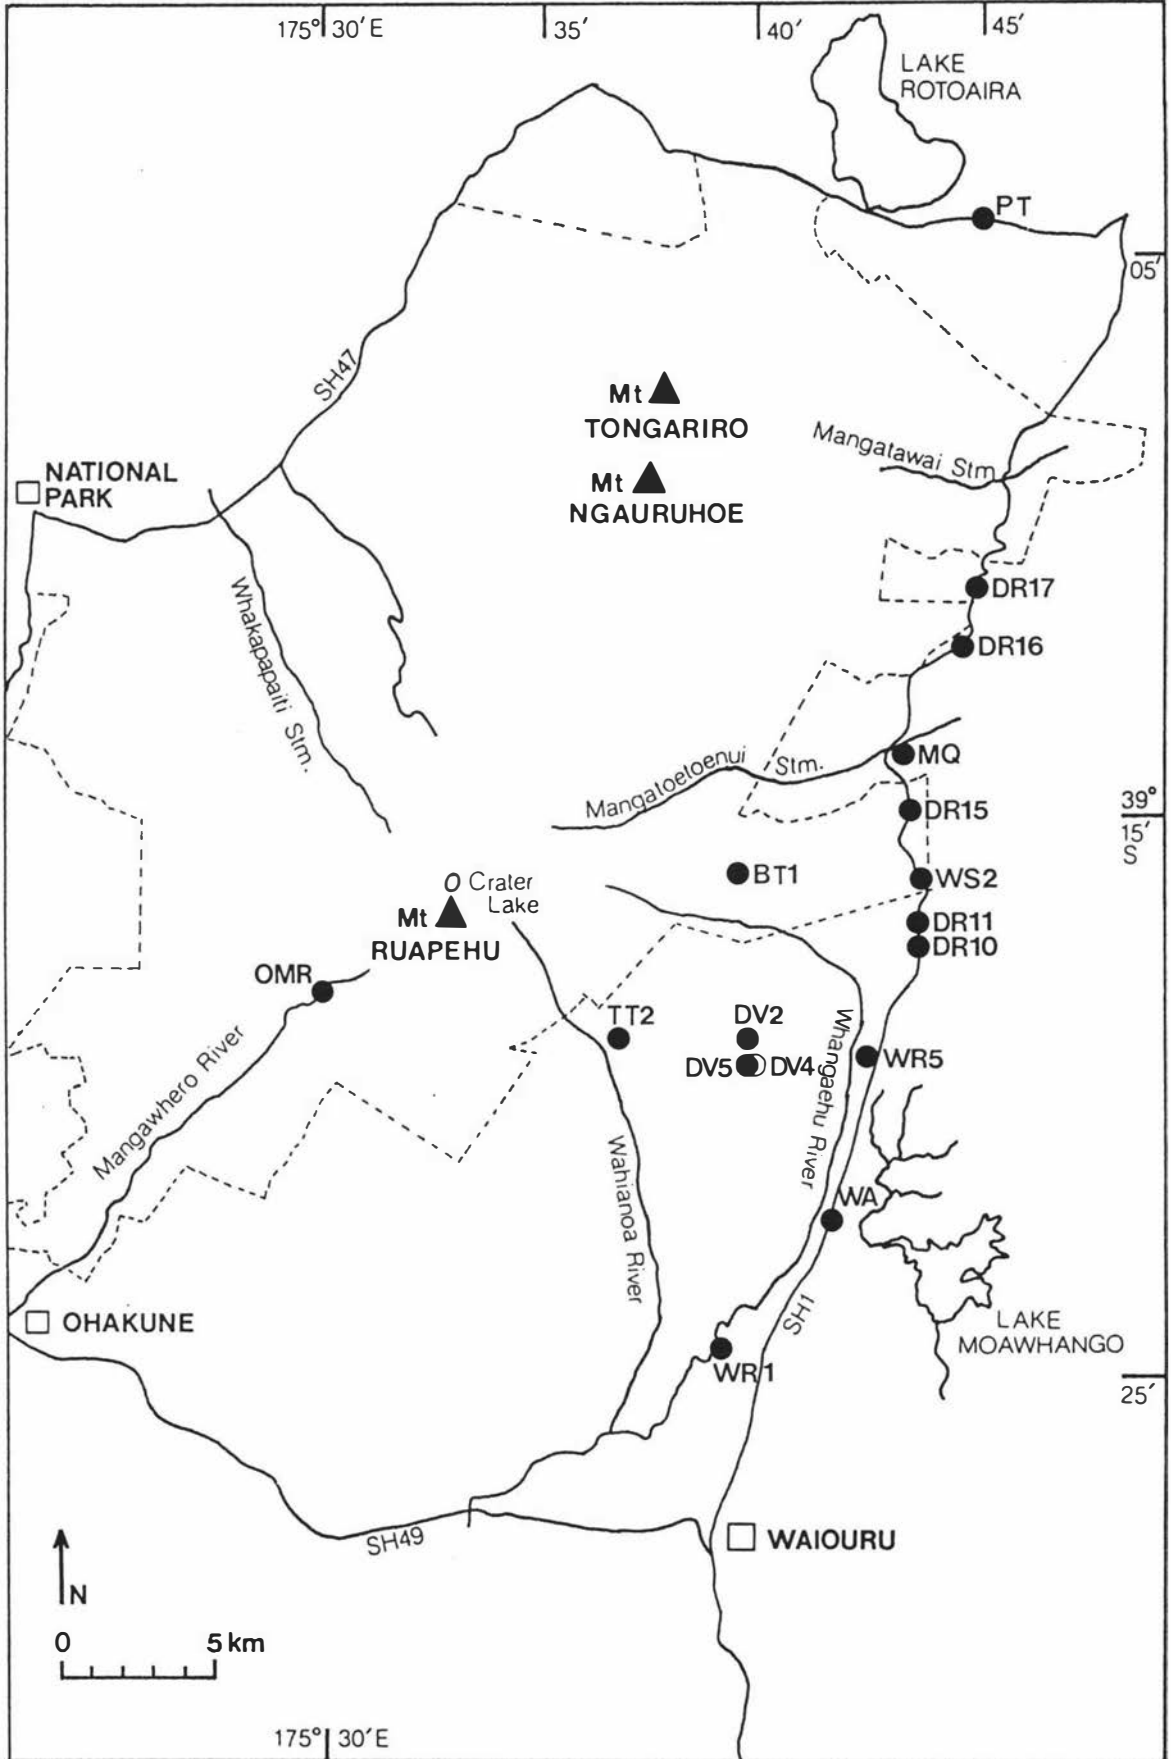 175° 30′ E
35′
40′
45′
LAKE
ROTOAIRA
PT
05′
SH47
Mt
TONGARIRO
Mangatawai Stm.
NATIONAL
PARK
Mt
NGAURUHOE
DR17
Whakapapaiti Stm.
DR16
MQ
Mangatoetoenui Stm.
DR15
39°
15′
S
BT1
WS2
Crater
Lake
Mt
RUAPEHU
DR11
DR10
OMR
TT2
DV2
DV5
DV4
Whangaehu River
WR5
Mangawhero River
Wahianoa River
WA
SH1
OHAKUNE
LAKE
MOAWHANGO
WR1
25′
SH49
WAIOURU
N
0
5 km
175° 30′ E